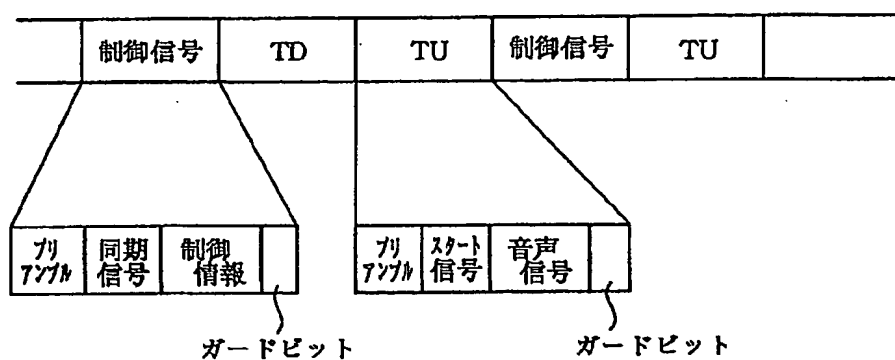 制御信号 TD TU 制御信号 TU
プリアンプル 同期信号 制御情報
プリアンプル スタート信号 音声信号
ガードビット
ガードビット